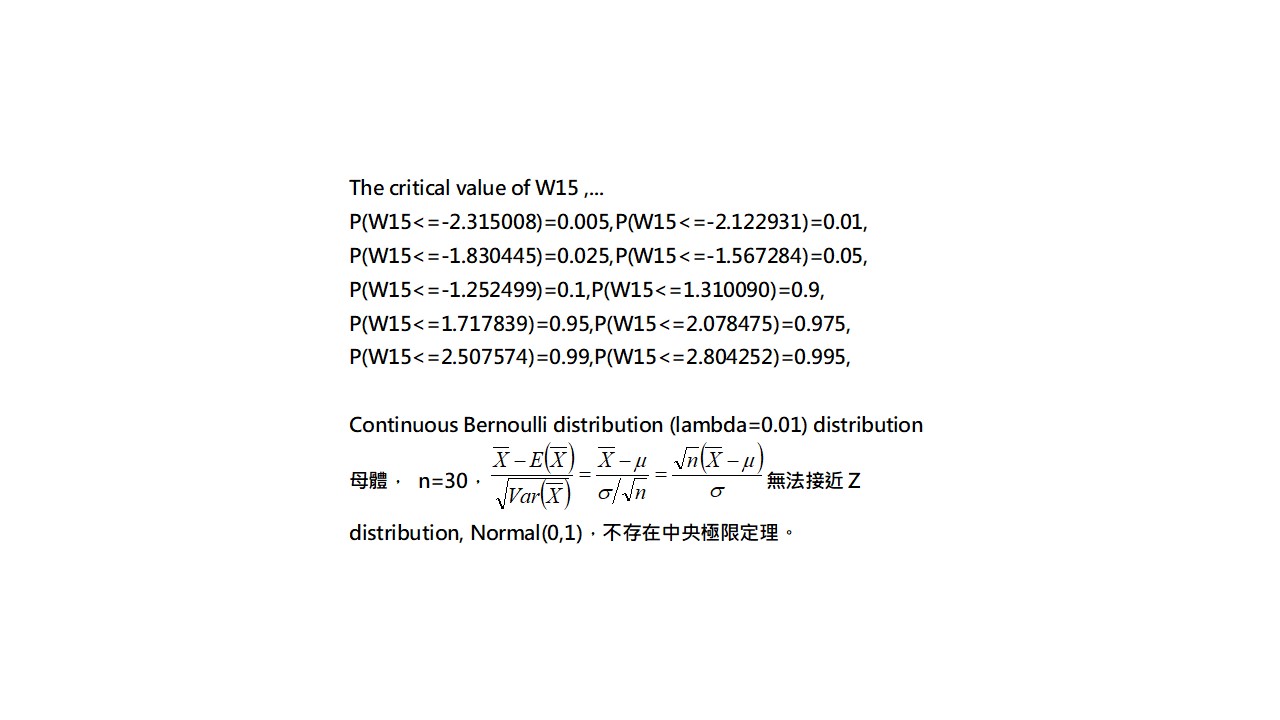 The critical value of W15 ,...
P(W15<=-2.315008)=0.005,P(W15<=-2.122931)=0.01,
P(W15<=-1.830445)=0.025,P(W15<=-1.567284)=0.05,
P(W15<=-1.252499)=0.1,P(W15<=1.310090)=0.9,
P(W15<=1.717839)=0.95,P(W15<=2.078475)=0.975,
P(W15<=2.507574)=0.99,P(W15<=2.804252)=0.995,
Continuous Bernoulli distribution (lambda=0.01) distribution
母體， n=30， \frac{\overline{X}-E(\overline{X})}{\sqrt{Var(\overline{X})}}=\frac{\overline{X}-μ}{σ/\sqrt{n}}=\frac{\sqrt{n}(\overline{X}-μ)}{σ} 無法接近 Z
distribution, Normal(0,1)，不存在中央極限定理。